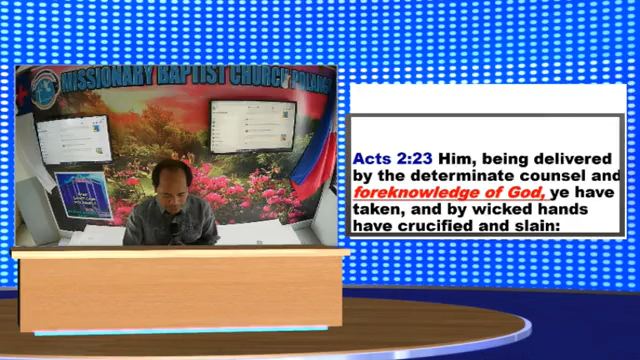 MISSIONARY BAPTIST CHURCH POLANGUI
Acts 2:23 Him, being delivered
by the determinate counsel and
foreknowledge of God, ye have
taken, and by wicked hands
have crucified and slain: